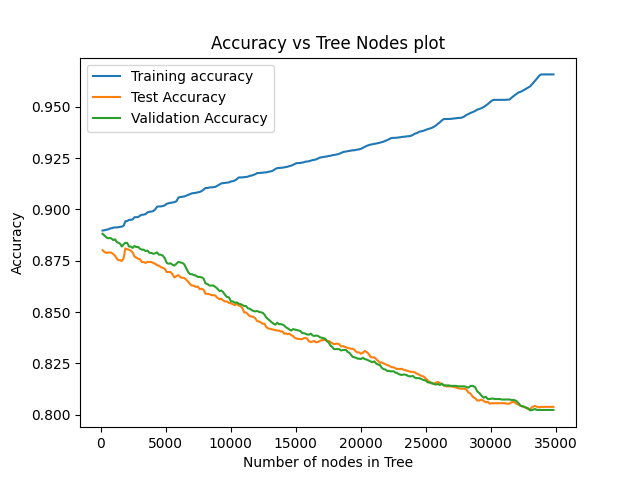 Accuracy vs Tree Nodes plot
Training accuracy
Test Accuracy
Validation Accuracy
0.950
0.925
0.900
0.875
0.850
0.825
0.800
Accuracy
0 5000 10000 15000 20000 25000 30000 35000
Number of nodes in Tree